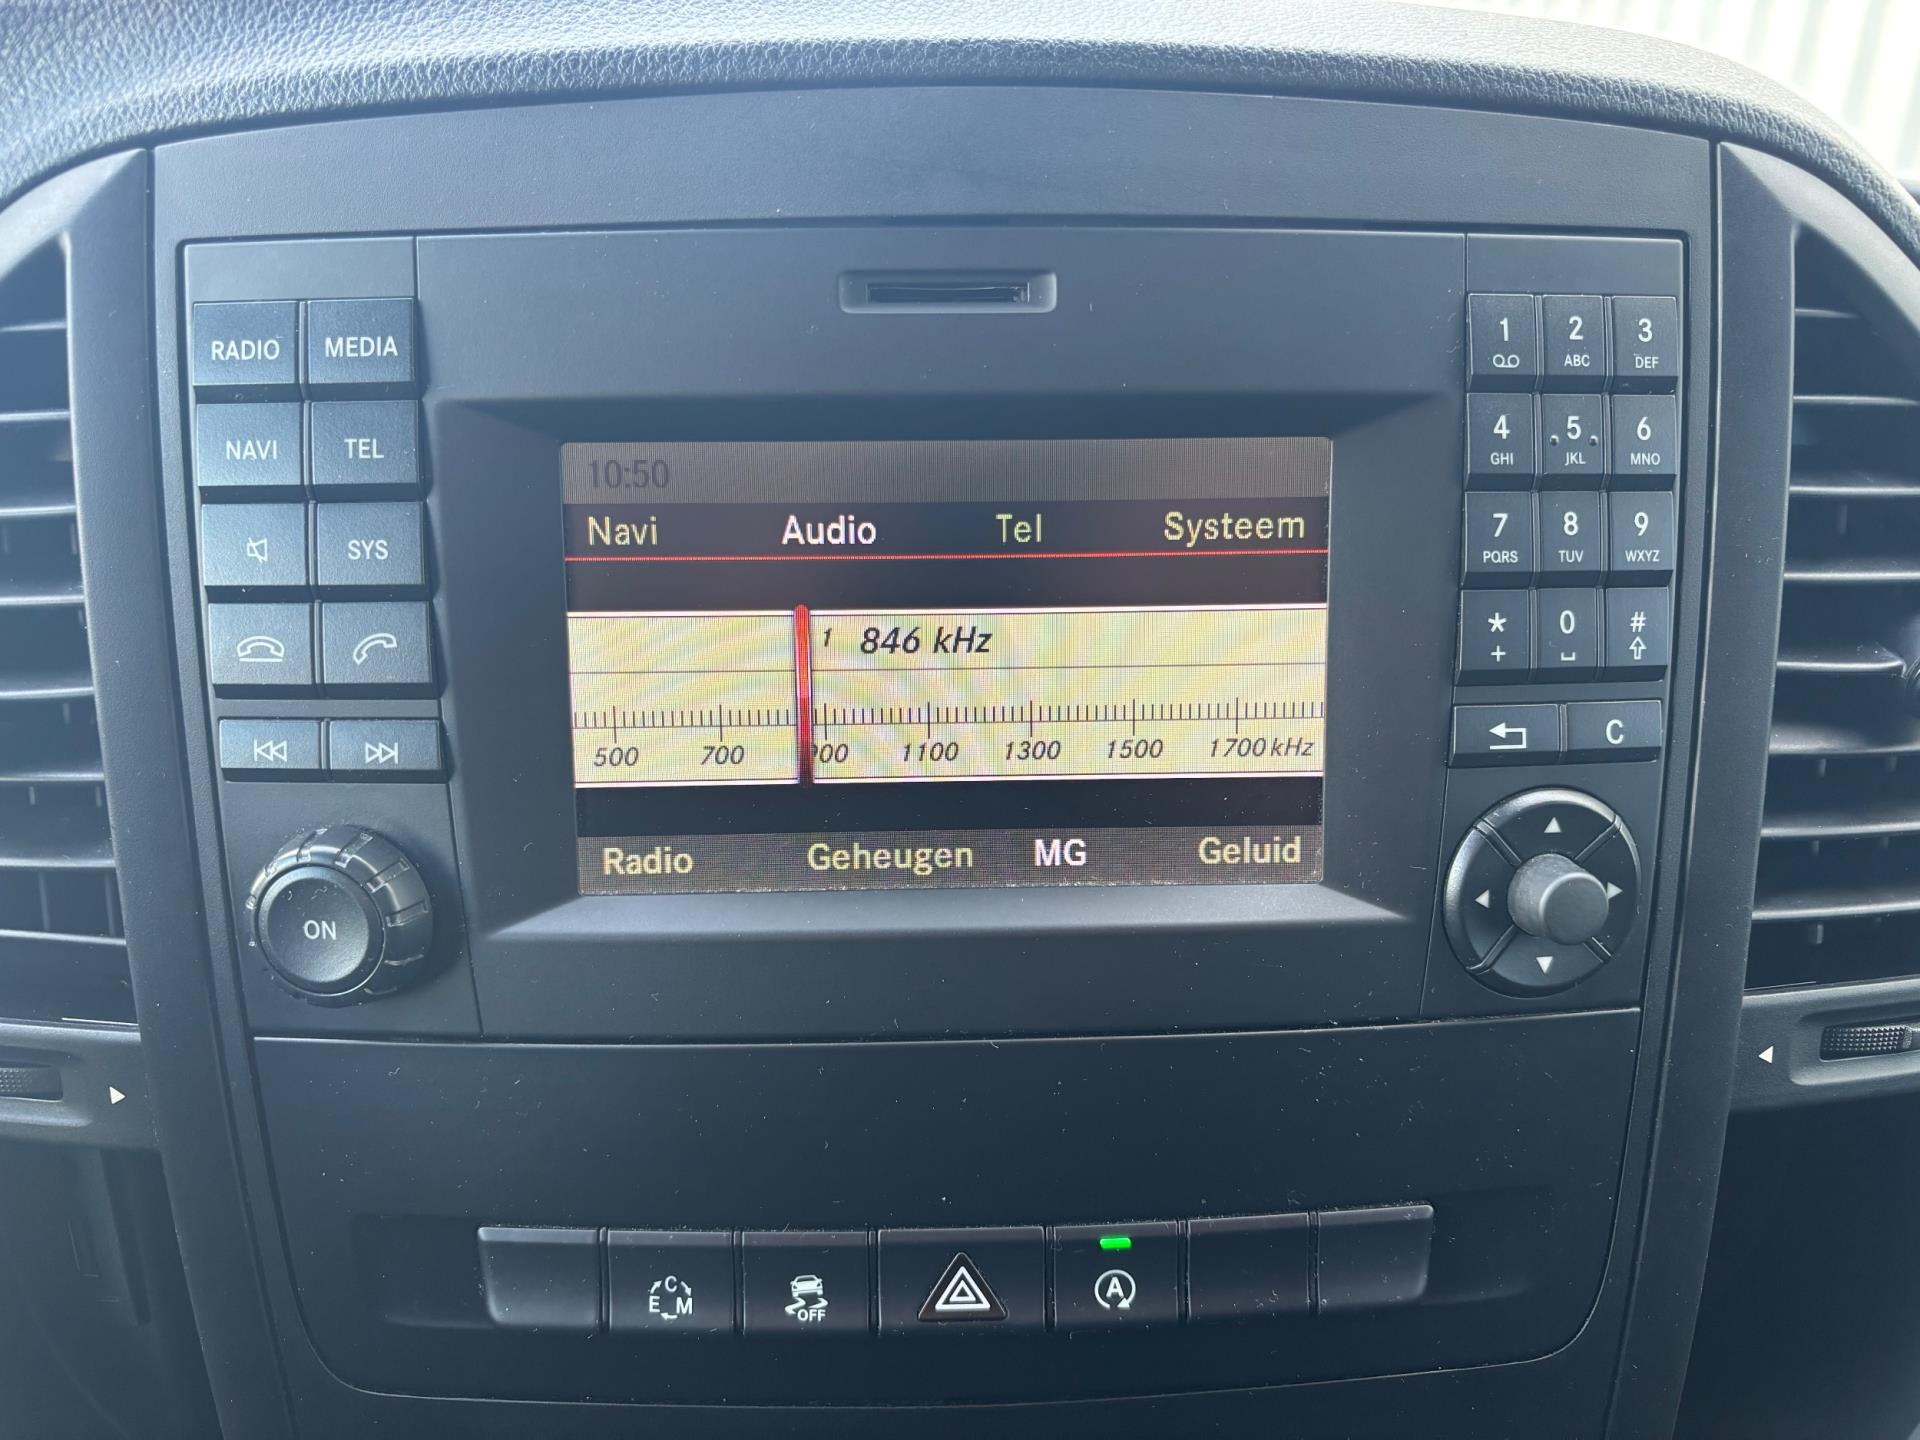 RADIO MEDIA
NAVI TEL
SYS
ON
10:50
Navi Audio Tel Systeem
1 846 kHz
500 700 900 1100 1300 1500 1700 kHz
Radio Geheugen MG Geluid
1 2 ABC 3 DEF
4 GHI 5 JKL 6 MNO
7 PQRS 8 TUV 9 WXYZ
* + 0 #
C
C E M
OFF
A